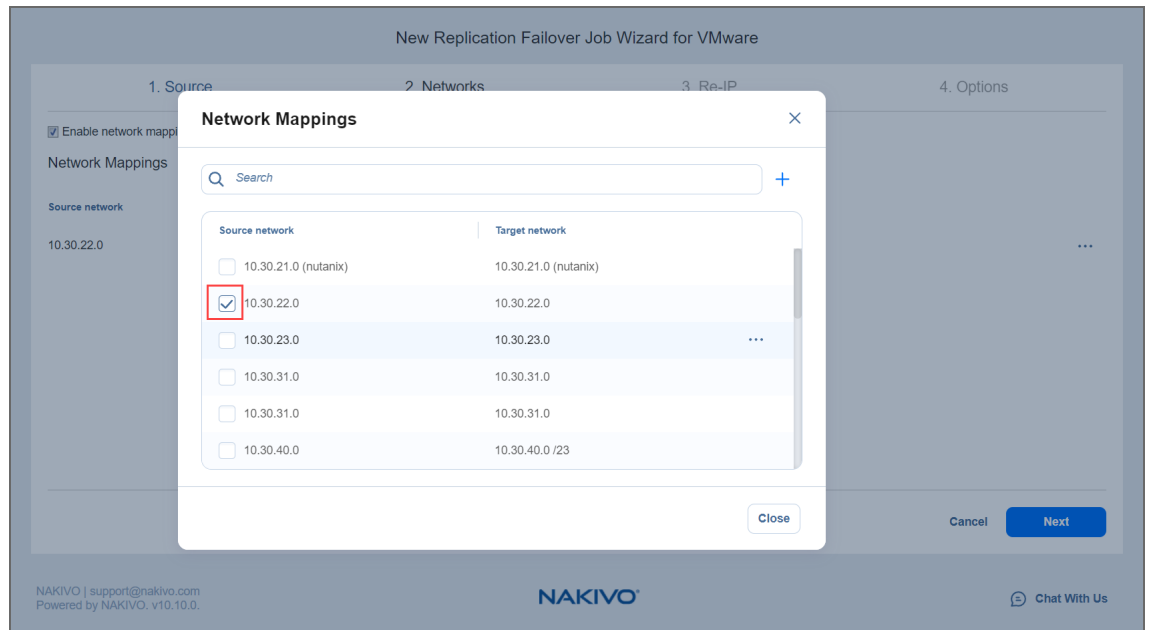 New Replication Failover Job Wizard for VMware
1. Source 2. Networks 3. Re-IP 4. Options
Enable network mappi
Network Mappings
Source network
10.30.22.0
...
Network Mappings
Search
Source network Target network
10.30.21.0 (nutanix) 10.30.21.0 (nutanix)
10.30.22.0 10.30.22.0
10.30.23.0 10.30.23.0 ...
10.30.31.0 10.30.31.0
10.30.31.0 10.30.31.0
10.30.40.0 10.30.40.0 /23
Close
Cancel Next
NAKIVO | support@nakivo.com
Powered by NAKIVO. v10.10.0.
NAKIVO®
Chat With Us